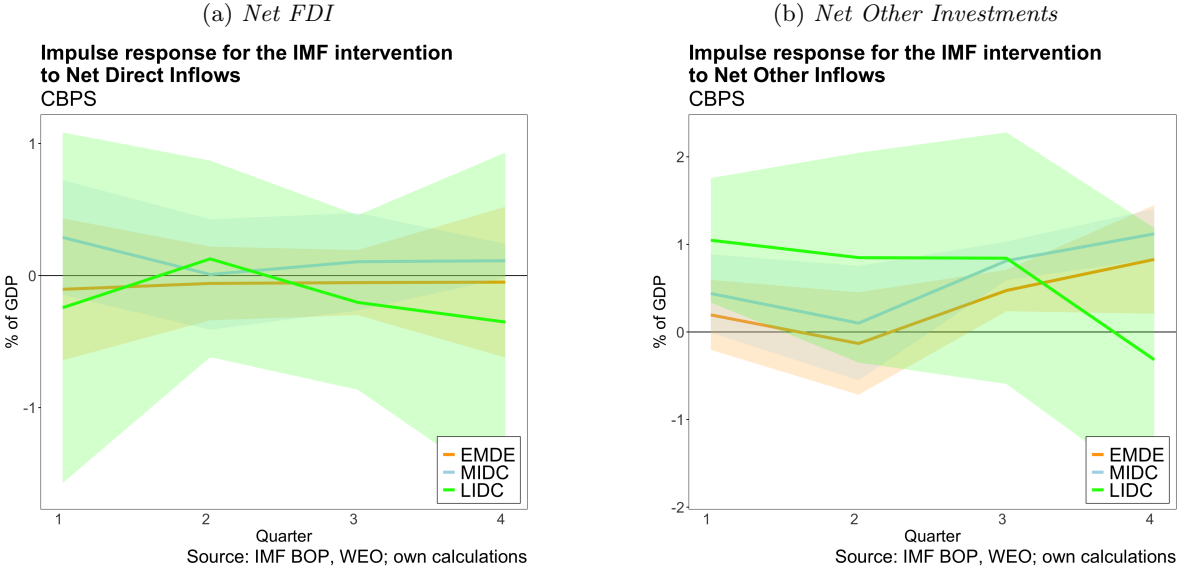 (a) Net FDI
Impulse response for the IMF intervention
to Net Direct Inflows
CBPS
% of GDP
1
0
-1
EMDE
MIDC
LIDC
1 2 3 4
Quarter
Source: IMF BOP, WEO; own calculations
(b) Net Other Investments
Impulse response for the IMF intervention
to Net Other Inflows
CBPS
% of GDP
2
1
0
-1
-2
EMDE
MIDC
LIDC
1 2 3 4
Quarter
Source: IMF BOP, WEO; own calculations